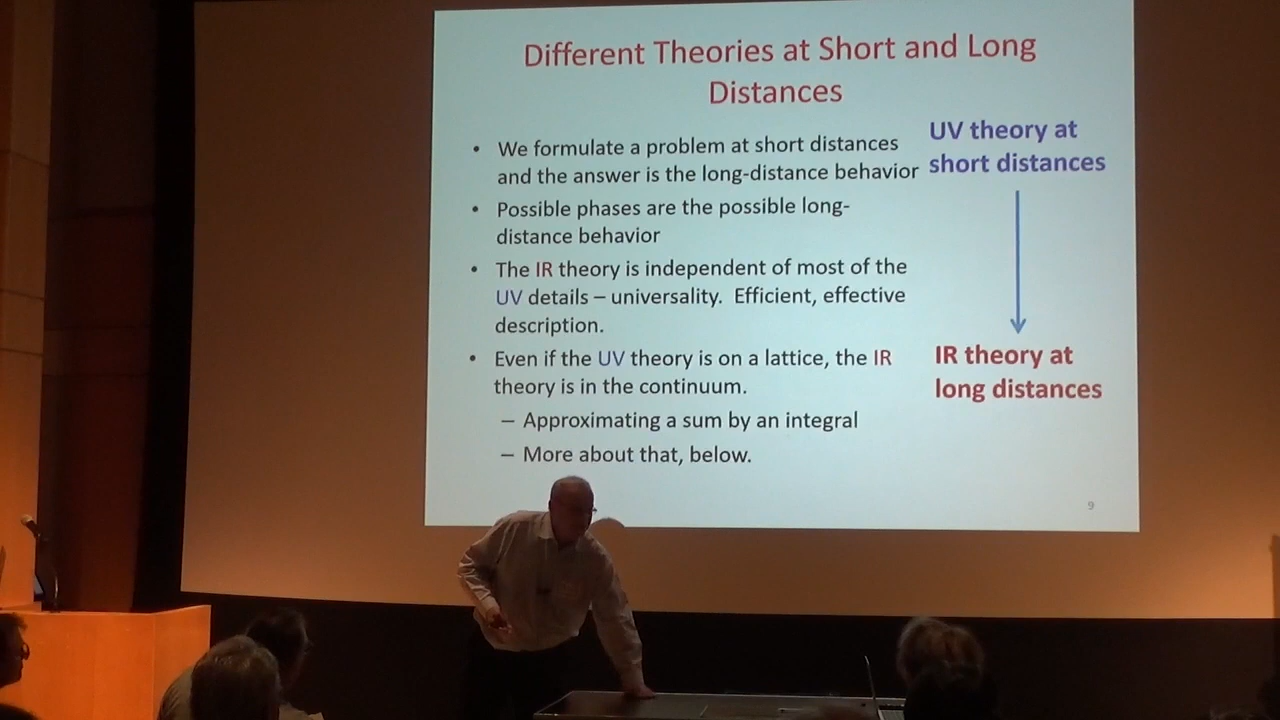 Different Theories at Short and Long
Distances
• We formulate a problem at short distances
and the answer is the long-distance behavior
• Possible phases are the possible long-
distance behavior
• The IR theory is independent of most of the
UV details – universality. Efficient, effective
description.
• Even if the UV theory is on a lattice, the IR
theory is in the continuum.
– Approximating a sum by an integral
– More about that, below.
UV theory at
short distances
IR theory at
long distances
9